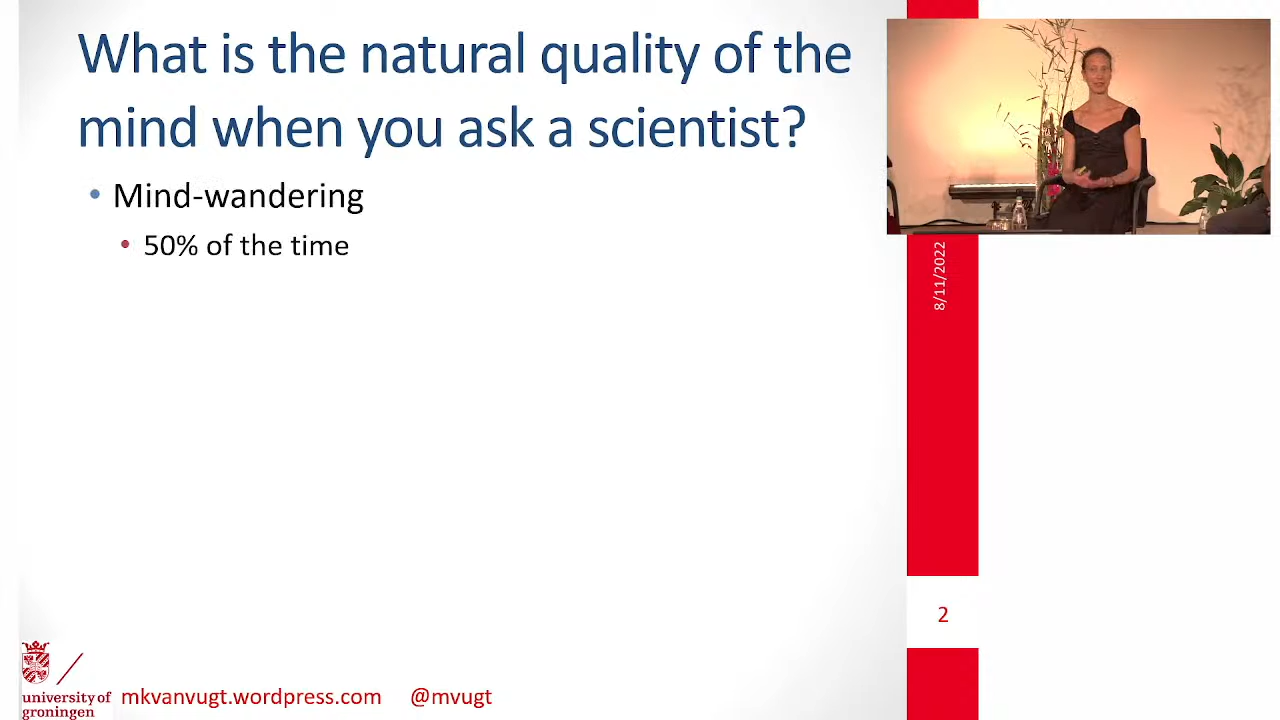 What is the natural quality of the
mind when you ask a scientist?
• Mind-wandering
• 50% of the time
8/11/2022
2
university of
groningen
mkvanvugt.wordpress.com @mvugt